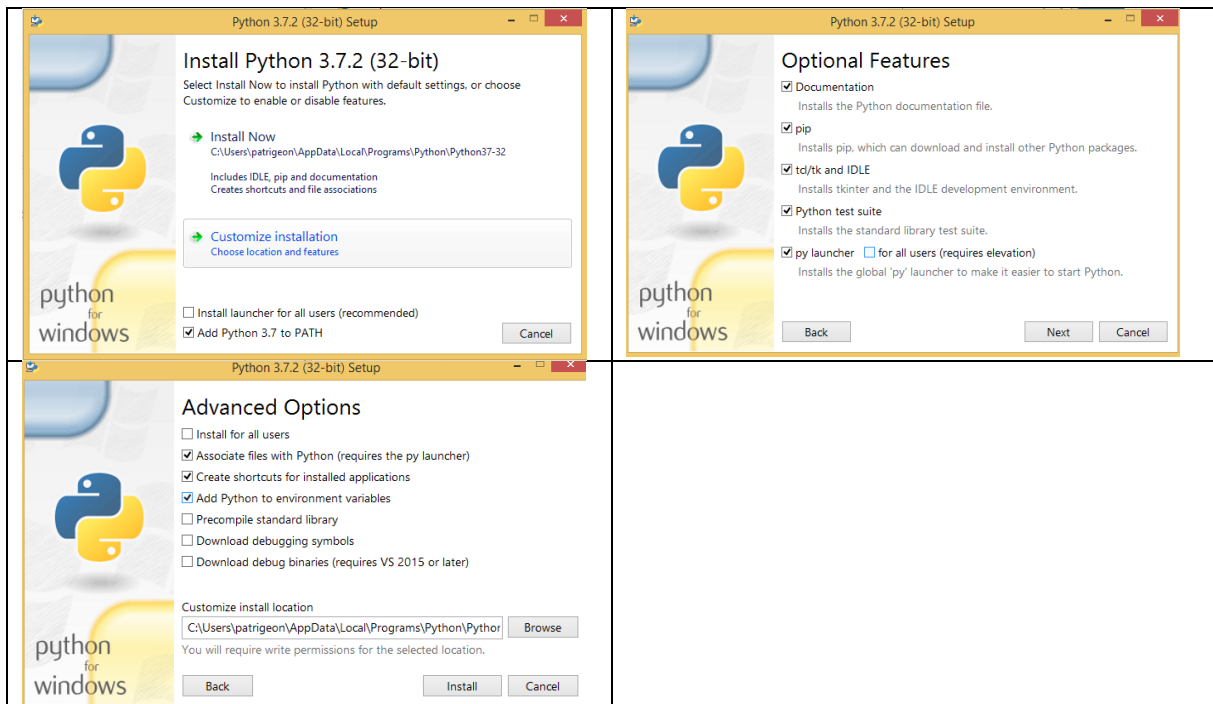 Python 3.7.2 (32-bit) Setup
Install Python 3.7.2 (32-bit)
Select Install Now to install Python with default settings, or choose
Customize to enable or disable features.
Install Now
C:\Users\patrigeon\AppData\Local\Programs\Python\Python37-32
Includes IDLE, pip and documentation
Creates shortcuts and file associations
Customize installation
Choose location and features
Install launcher for all users (recommended)
Add Python 3.7 to PATH
Cancel
python
for
windows
Python 3.7.2 (32-bit) Setup
Optional Features
Documentation
Installs the Python documentation file.
pip
Installs pip, which can download and install other Python packages.
td/tk and IDLE
Installs tkinter and the IDLE development environment.
Python test suite
Installs the standard library test suite.
py launcher for all users (requires elevation)
Installs the global 'py' launcher to make it easier to start Python.
python
for
windows
Back Next Cancel
Python 3.7.2 (32-bit) Setup
Advanced Options
Install for all users
Associate files with Python (requires the py launcher)
Create shortcuts for installed applications
Add Python to environment variables
Precompile standard library
Download debugging symbols
Download debug binaries (requires VS 2015 or later)
Customize install location
C:\Users\patrigeon\AppData\Local\Programs\Python\Python Browse
You will require write permissions for the selected location.
python
for
windows
Back Install Cancel